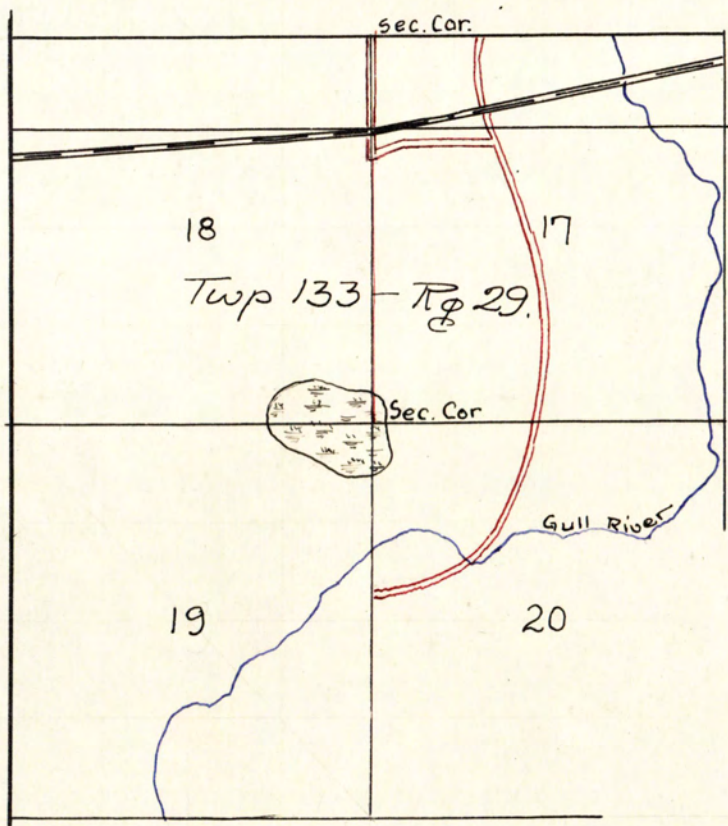 Sec. Cor.
18
17
Twp 133 - Rg 29.
Sec. Cor
Gull River
19
20